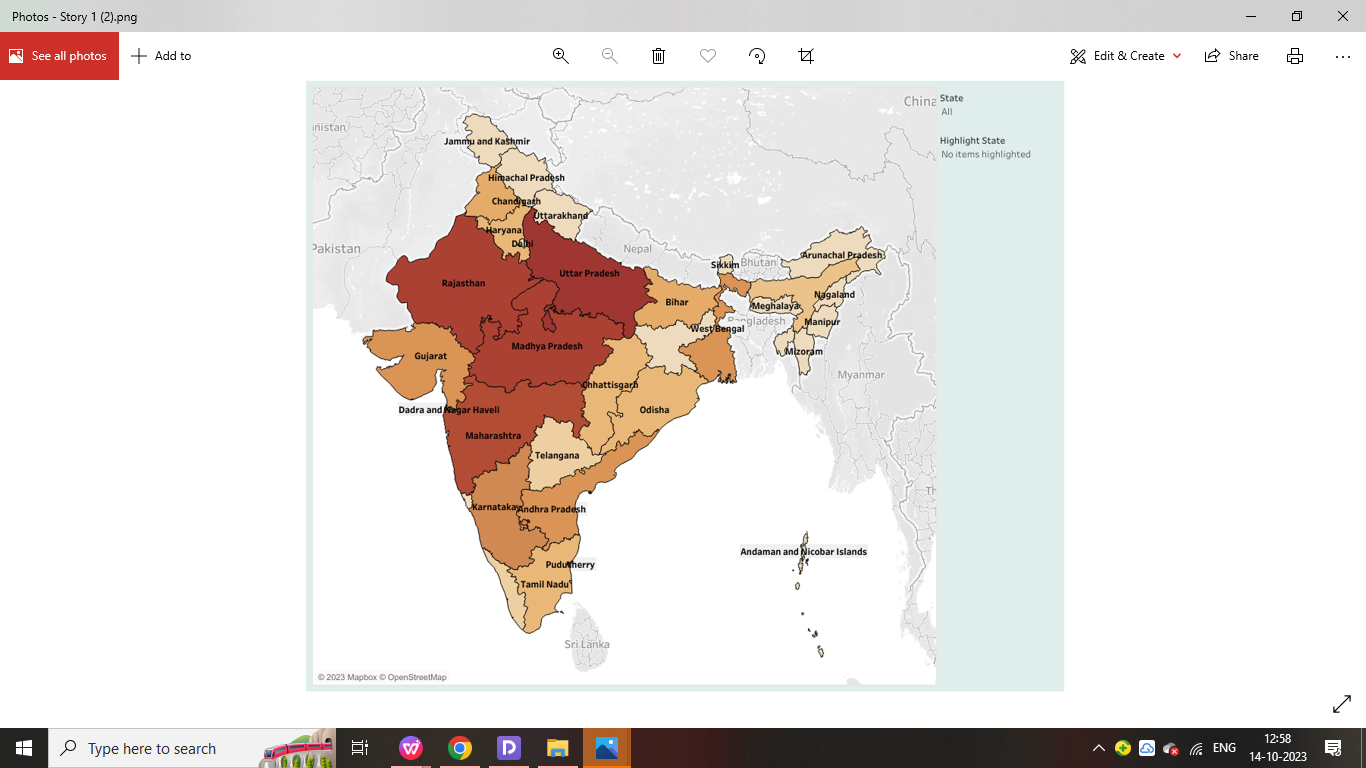 Photos - Story 1 (2).png
See all photos
Add to
Edit & Create
Share
State
All
Highlight State
No items highlighted
China
nistan
Jammu and Kashmir
Himachal Pradesh
Chandigarh
Uttarakhand
Haryana
Delhi
Pakistan
Nepal
Sikkim
Bhutan
Arunachal Pradesh
Uttar Pradesh
Rajasthan
Bihar
Nagaland
Meghalaya
Bangladesh
Manipur
West Bengal
Madhya Pradesh
Mizoram
Gujarat
Myanmar
Chhattisgarh
Dadra and Nagar Haveli
Odisha
Maharashtra
Telangana
Th
Karnataka
Andhra Pradesh
Andaman and Nicobar Islands
Puducherry
Tamil Nadu
Sri Lanka
© 2023 Mapbox © OpenStreetMap
Type here to search
ENG
12:58
14-10-2023